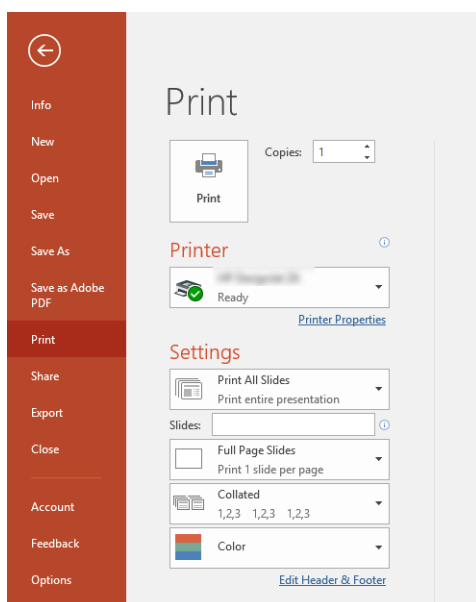 Info
New
Open
Save
Save As
Save as Adobe
PDF
Print
Share
Export
Close
Account
Feedback
Options
Print
Copies: 1
Print
Printer
Ready
Printer Properties
Settings
Print All Slides
Print entire presentation
Slides:
Full Page Slides
Print 1 slide per page
Collated
1,2,3 1,2,3 1,2,3
Color
Edit Header & Footer